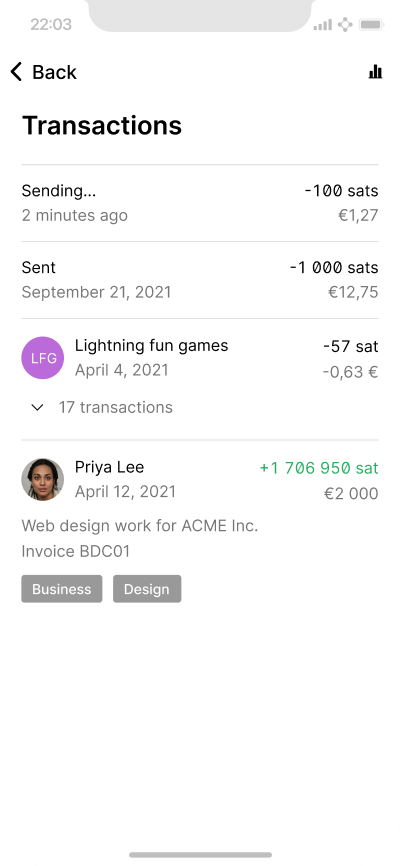 22:03
Back
Transactions
Sending... -100 sats
2 minutes ago €1,27
Sent -1 000 sats
September 21, 2021 €12,75
LFG Lightning fun games -57 sat
April 4, 2021 -0,63 €
17 transactions
Priya Lee +1 706 950 sat
April 12, 2021 €2 000
Web design work for ACME Inc.
Invoice BDC01
Business Design